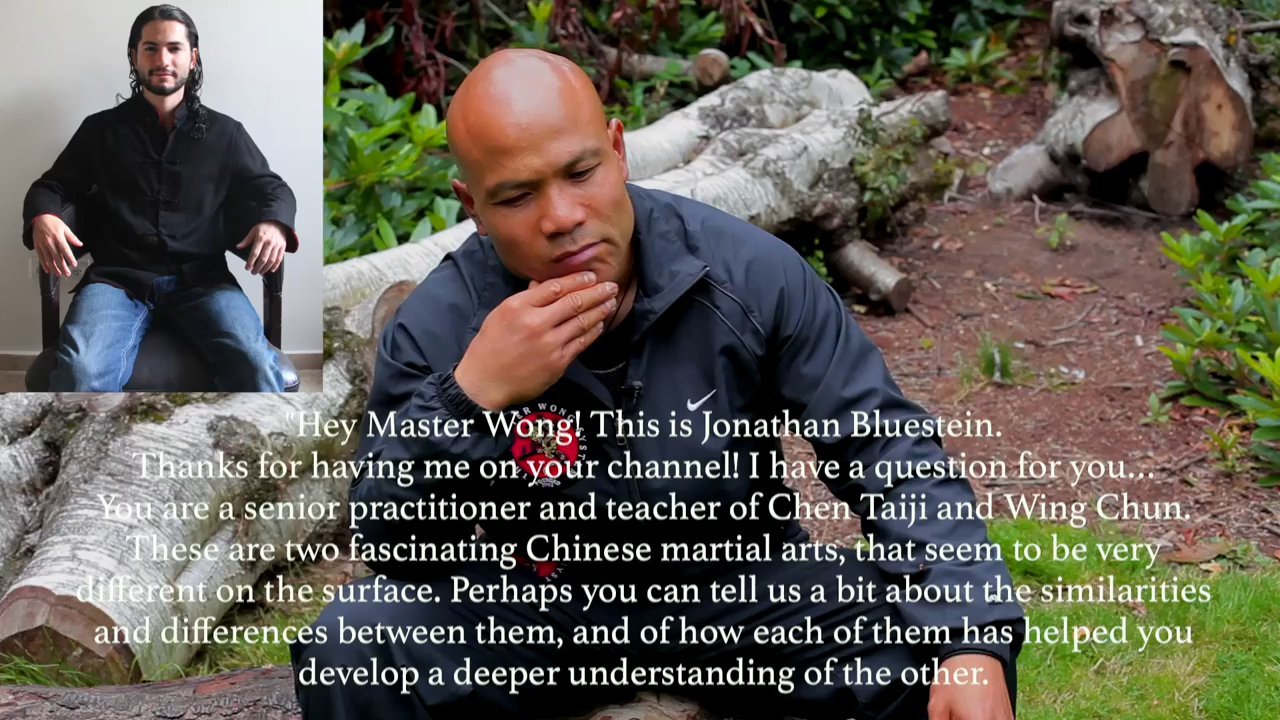 "Hey Master Wong! This is Jonathan Bluestein.
Thanks for having me on your channel! I have a question for you...
You are a senior practitioner and teacher of Chen Taiji and Wing Chun.
These are two fascinating Chinese martial arts, that seem to be very
different on the surface. Perhaps you can tell us a bit about the similarities
and differences between them, and of how each of them has helped you
develop a deeper understanding of the other.